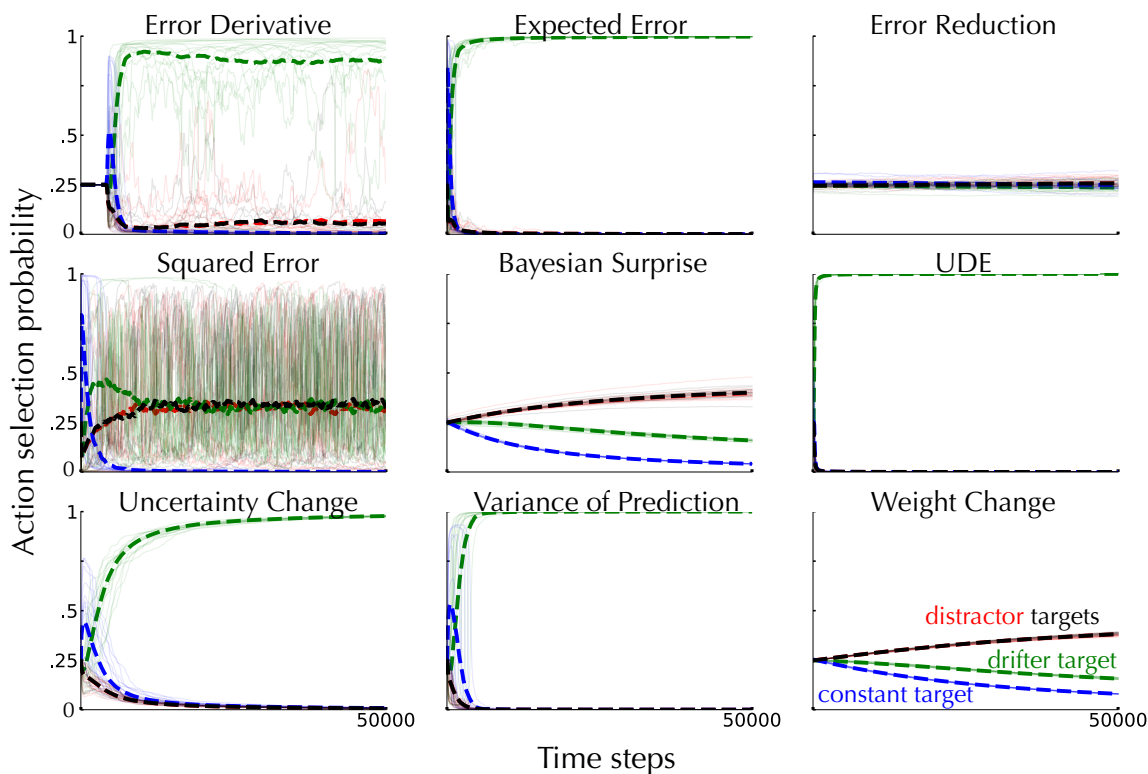 Error Derivative
Expected Error
Error Reduction
1
.5
.25
0
Squared Error
Bayesian Surprise
UDE
1
.5
.25
0
Uncertainty Change
Variance of Prediction
Weight Change
1
.5
.25
0
distractor targets
drifter target
constant target
50000
50000
50000
Action selection probability
Time steps